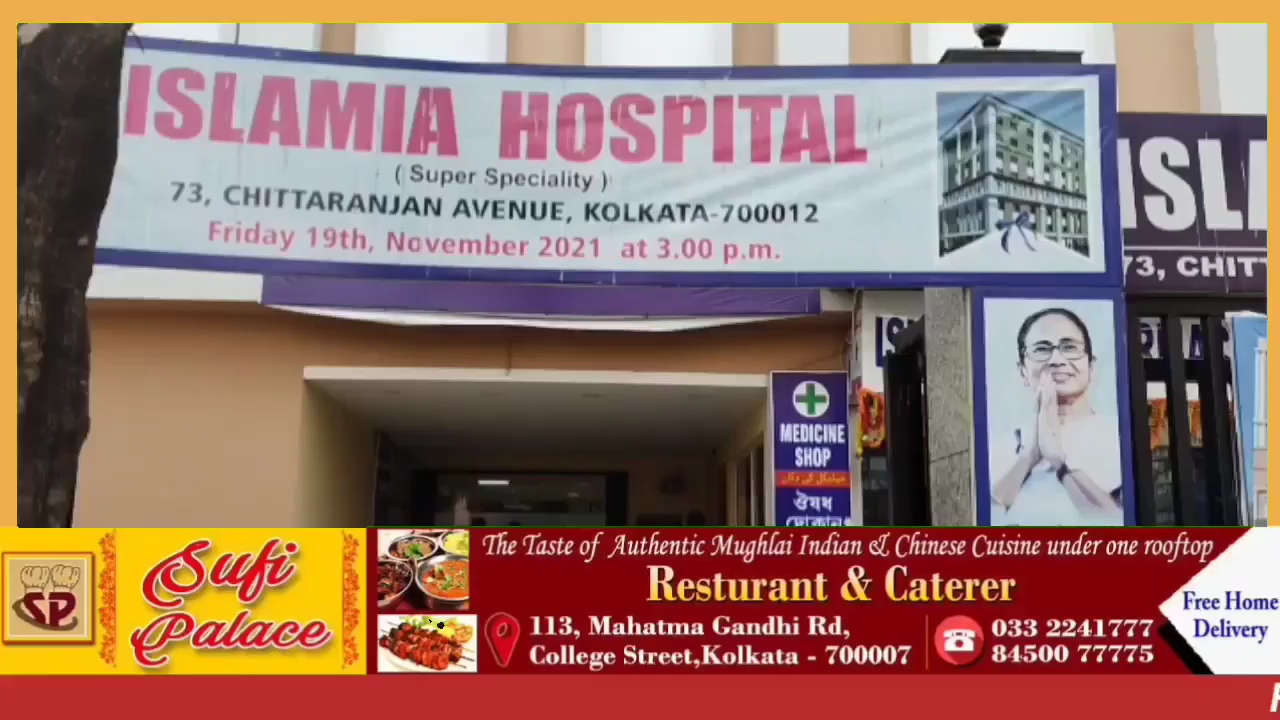 ISLAMIA HOSPITAL
( Super Speciality )
73, CHITTARANJAN AVENUE, KOLKATA-700012
Friday 19th, November 2021 at 3.00 p.m.
ISL
73, CHIT
MEDICINE
SHOP
ঔষধ
দোকান
Sufi
Palace
The Taste of Authentic Mughlai Indian & Chinese Cuisine under one rooftop
Resturant & Caterer
113, Mahatma Gandhi Rd,
College Street,Kolkata - 700007
033 2241777
84500 77775
Free Home
Delivery